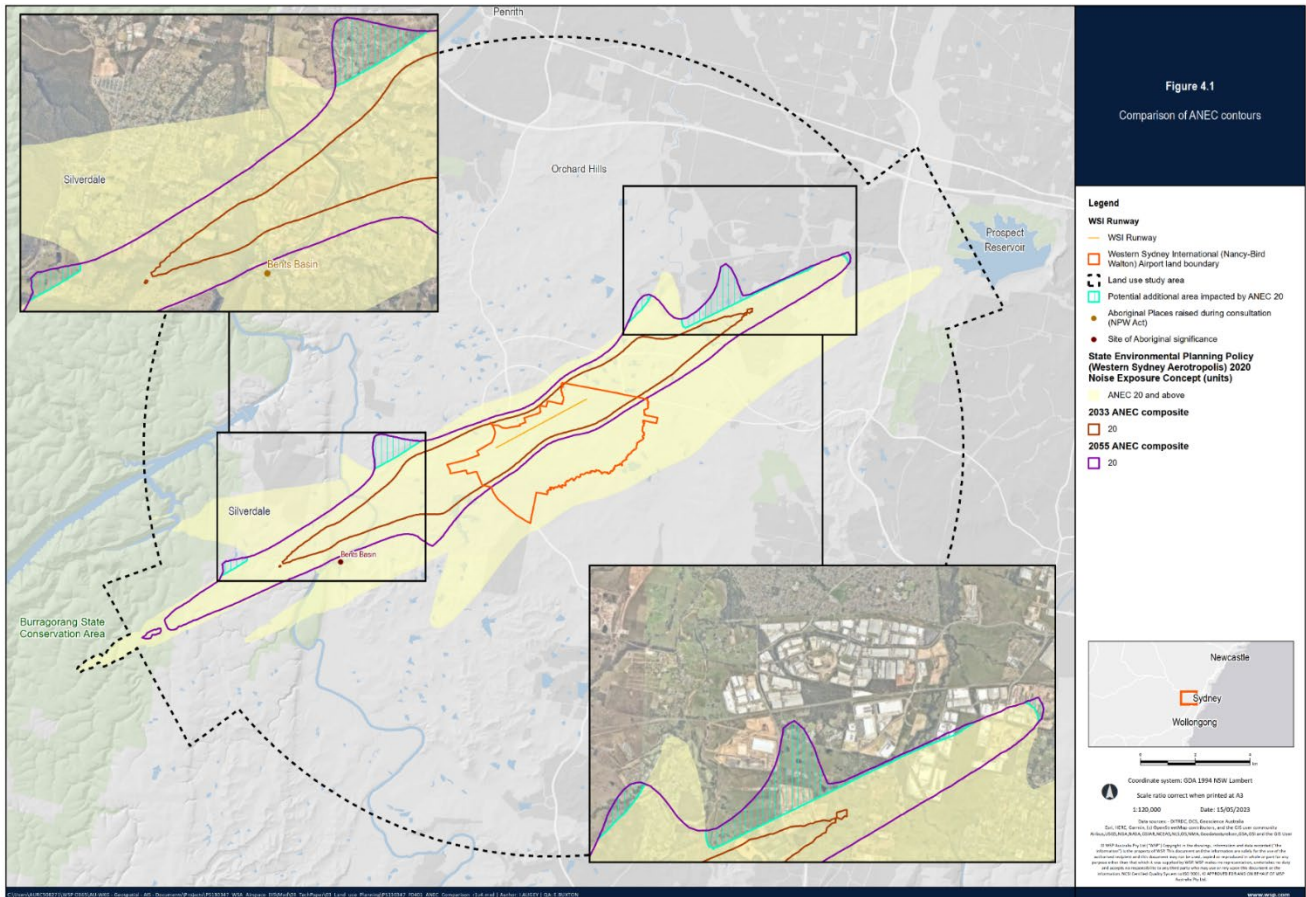 Penrith
Orchard Hills
Prospect
Reservoir
Silverdale
Bents Basin
Silverdale
Bents Basin
Burragorang State
Conservation Area
Figure 4.1
Comparison of ANEC contours
Legend
WSI Runway
WSI Runway
Western Sydney International (Nancy-Bird
Walton) Airport land boundary
Land use study area
Potential additional area impacted by ANEC 20
Aboriginal Places raised during consultation
(NPW Act)
Site of Aboriginal significance
State Environmental Planning Policy
(Western Sydney Aerotropolis) 2020
Noise Exposure Concept (units)
ANEC 20 and above
2033 ANEC composite
20
2055 ANEC composite
20
Newcastle
Sydney
Wollongong
Coordinate system: GDA 1994 NSW Lambert
Scale ratio correct when printed at A3
1:120,000 Date: 15/05/2023
www.wsp.com